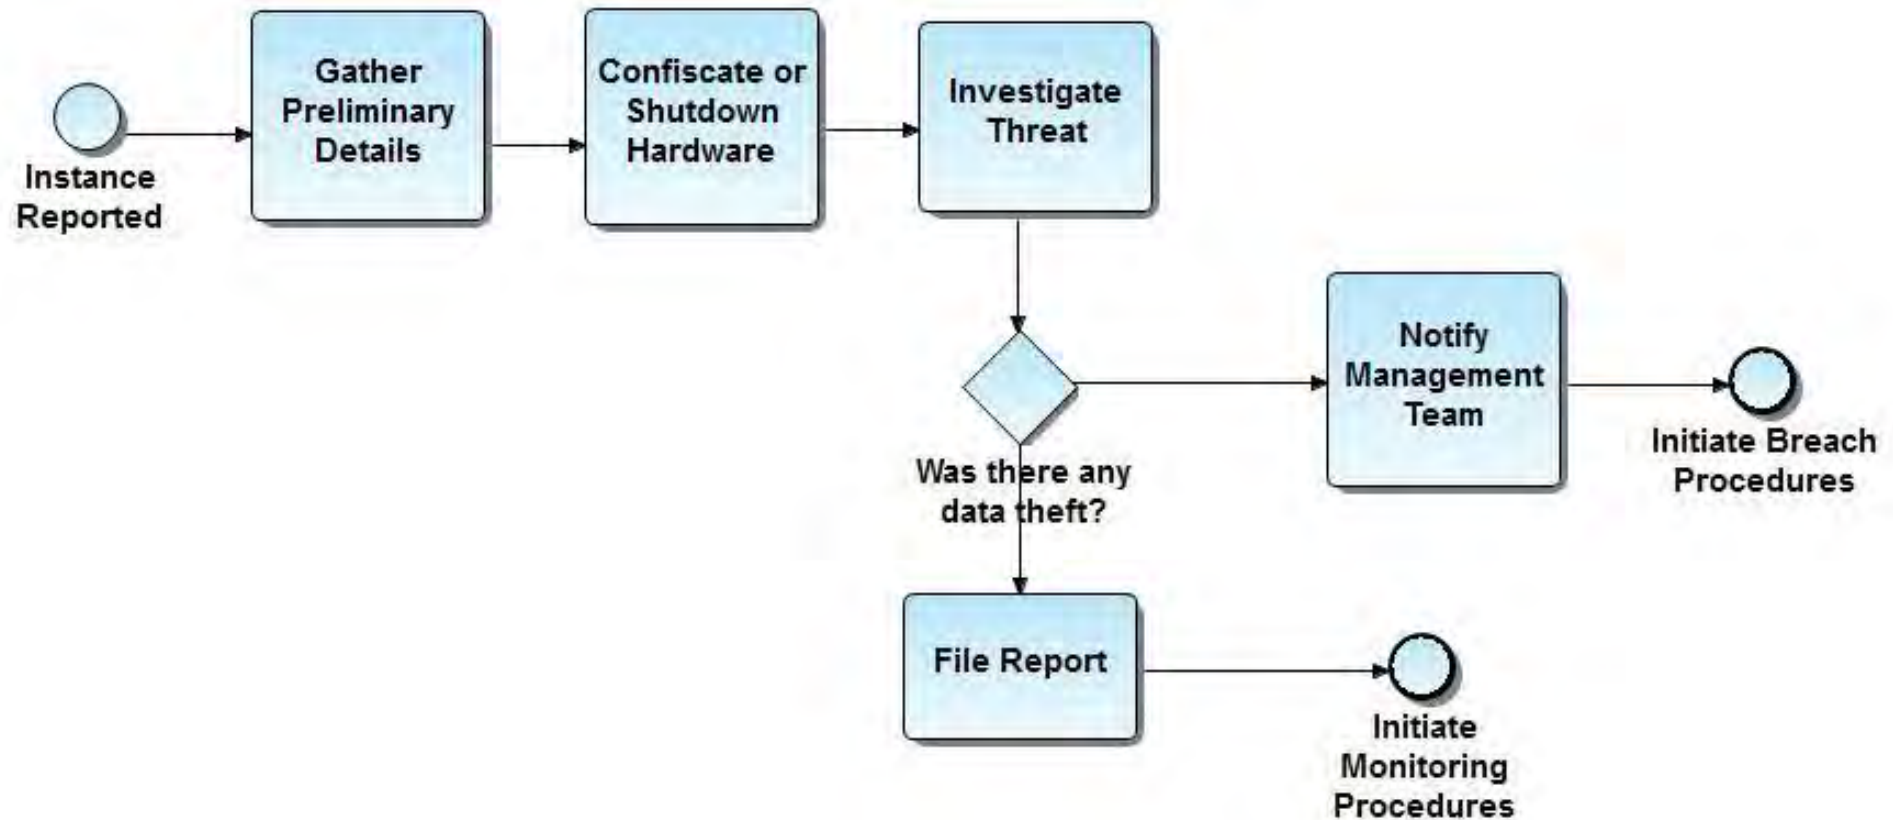 Instance
Reported
Gather
Preliminary
Details
Confiscate or
Shutdown
Hardware
Investigate
Threat
Was there any
data theft?
Notify
Management
Team
Initiate Breach
Procedures
File Report
Initiate
Monitoring
Procedures